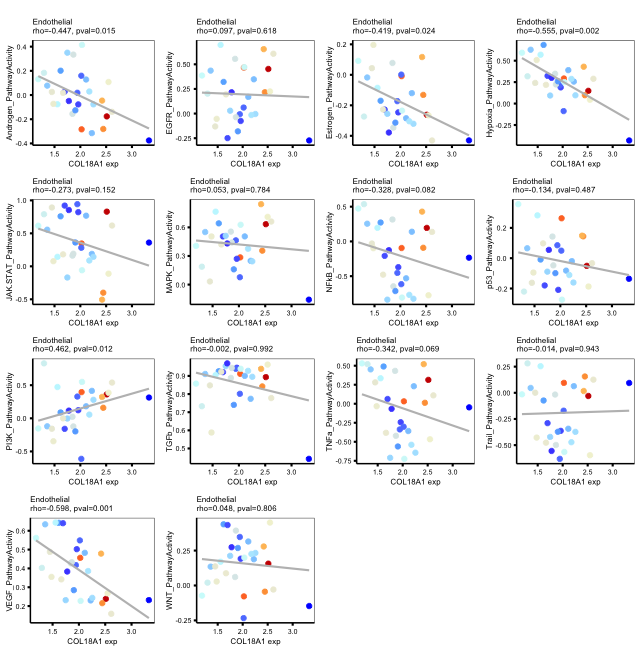 Endothelial
rho=-0.447, pval=0.015
Androgen_PathwayActivity
0.4
0.2
0.0
-0.2
-0.4
1.5 2.0 2.5 3.0
COL18A1 exp
Endothelial
rho=0.097, pval=0.618
EGFR_PathwayActivity
0.50
0.25
0.00
-0.25
1.5 2.0 2.5 3.0
COL18A1 exp
Endothelial
rho=-0.419, pval=0.024
Estrogen_PathwayActivity
0.2
0.0
-0.2
-0.4
1.5 2.0 2.5 3.0
COL18A1 exp
Endothelial
rho=-0.555, pval=0.002
Hypoxia_PathwayActivity
0.50
0.25
0.00
-0.25
1.5 2.0 2.5 3.0
COL18A1 exp
Endothelial
rho=-0.273, pval=0.152
JAK-STAT_PathwayActivity
1.0
0.5
0.0
-0.5
1.5 2.0 2.5 3.0
COL18A1 exp
Endothelial
rho=0.053, pval=0.784
MAPK_PathwayActivity
0.8
0.4
0.0
1.5 2.0 2.5 3.0
COL18A1 exp
Endothelial
rho=-0.328, pval=0.082
NFkB_PathwayActivity
0.5
0.0
-0.5
1.5 2.0 2.5 3.0
COL18A1 exp
Endothelial
rho=-0.134, pval=0.487
p53_PathwayActivity
0.2
0.0
-0.2
1.5 2.0 2.5 3.0
COL18A1 exp
Endothelial
rho=0.462, pval=0.012
PI3K_PathwayActivity
0.5
0.0
-0.5
1.5 2.0 2.5 3.0
COL18A1 exp
Endothelial
rho=-0.002, pval=0.992
TGFb_PathwayActivity
0.9
0.8
0.7
0.6
0.5
1.5 2.0 2.5 3.0
COL18A1 exp
Endothelial
rho=-0.342, pval=0.069
TNFa_PathwayActivity
0.50
0.25
0.00
-0.25
-0.50
-0.75
1.5 2.0 2.5 3.0
COL18A1 exp
Endothelial
rho=-0.014, pval=0.943
Trail_PathwayActivity
0.25
0.00
-0.25
-0.50
1.5 2.0 2.5 3.0
COL18A1 exp
Endothelial
rho=-0.598, pval=0.001
VEGF_PathwayActivity
0.6
0.5
0.4
0.3
0.2
1.5 2.0 2.5 3.0
COL18A1 exp
Endothelial
rho=0.048, pval=0.806
WNT_PathwayActivity
0.25
0.00
1.5 2.0 2.5 3.0
COL18A1 exp